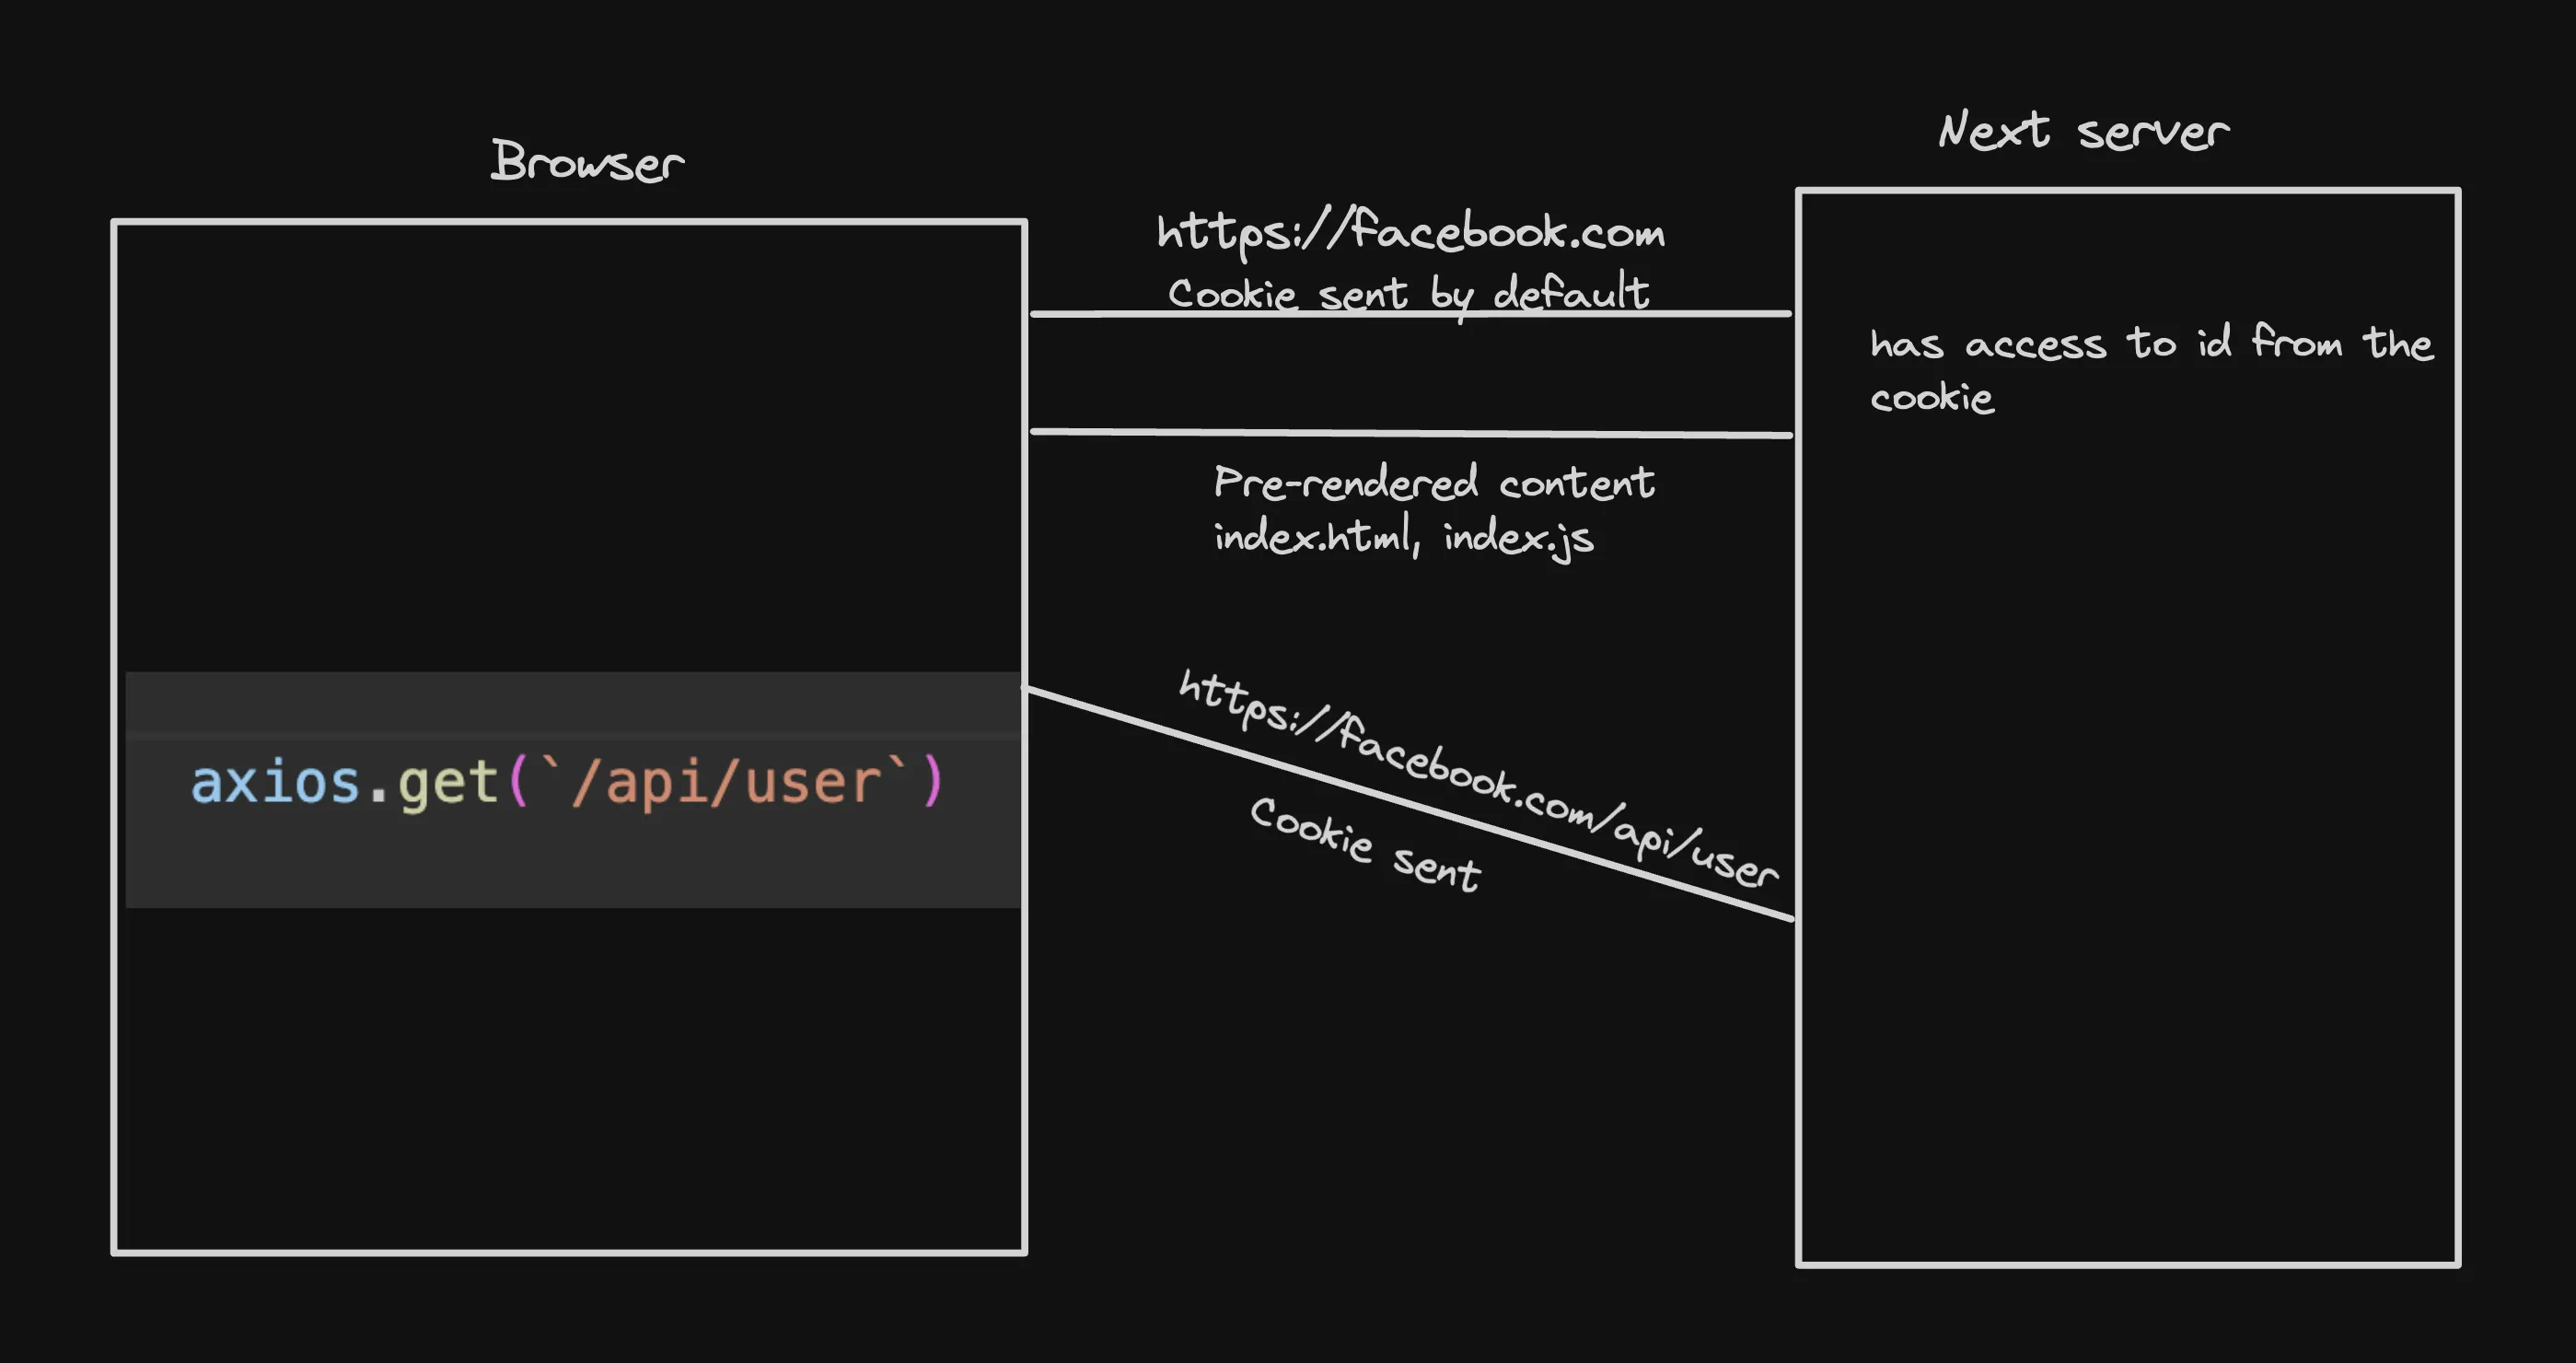 Browser
Next server
https://facebook.com
Cookie sent by default
has access to id from the
cookie
Pre-rendered content
index.html, index.js
axios.get(`/api/user`)
https://facebook.com/api/user
Cookie sent